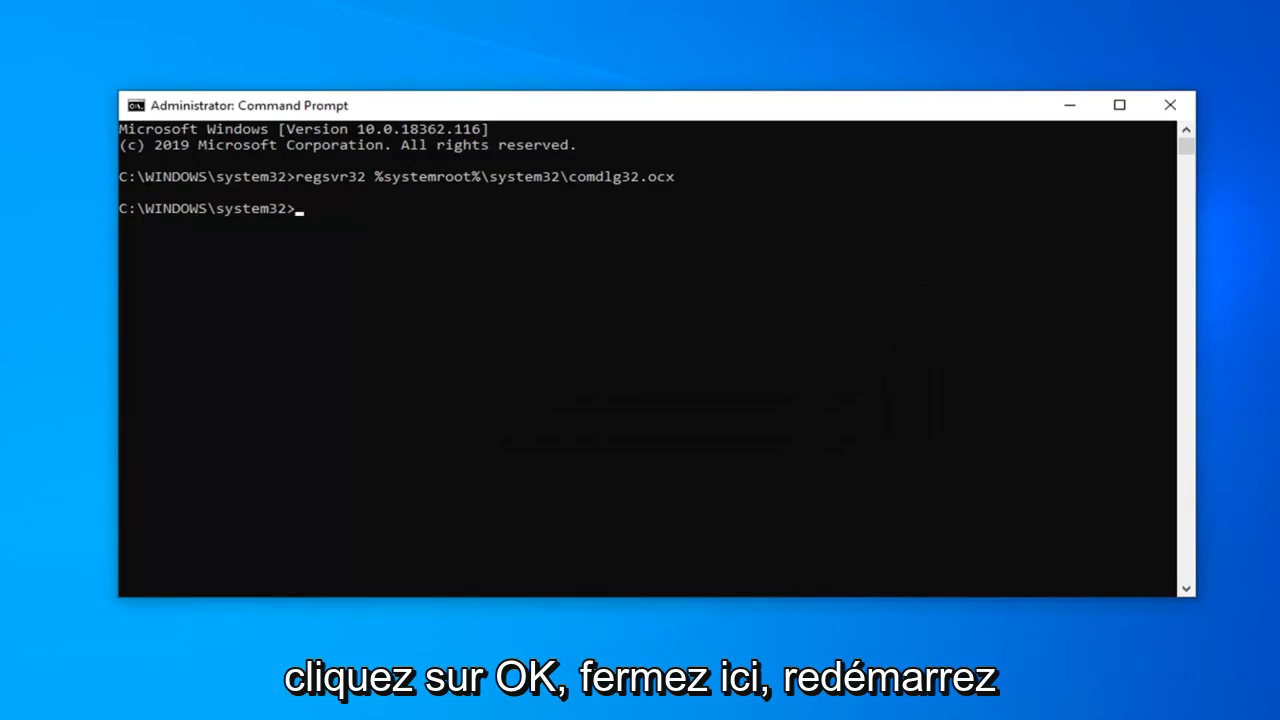 Administrator: Command Prompt
Microsoft Windows [Version 10.0.18362.116]
(c) 2019 Microsoft Corporation. All rights reserved.
C:\WINDOWS\system32>regsvr32 %systemroot%\system32\comdlg32.ocx
C:\WINDOWS\system32>
cliquez sur OK, fermez ici, redémarrez